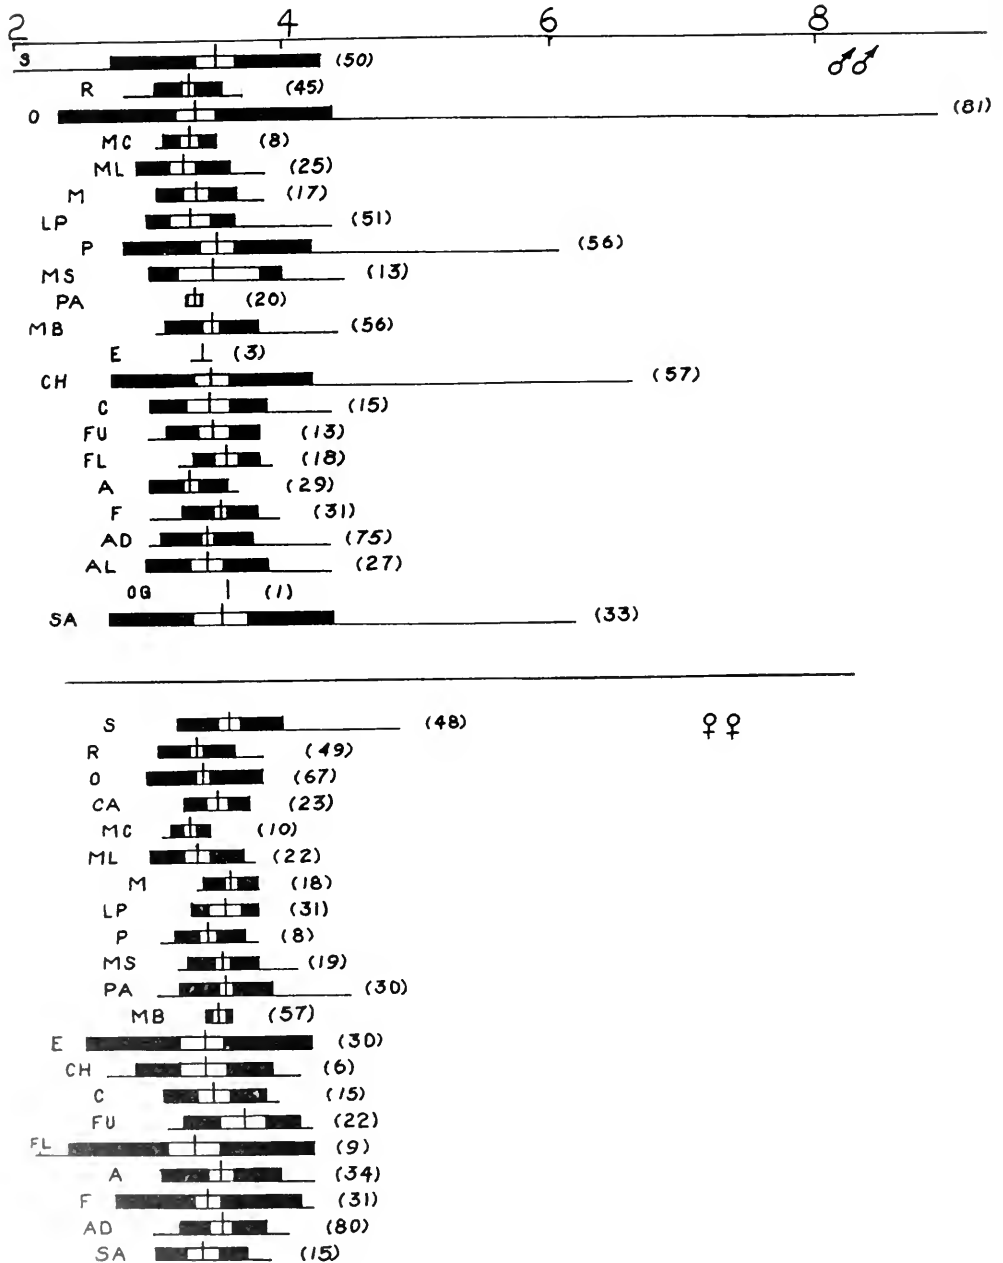 2 4 6 8
S (50) ♂♂
R (45)
O (81)
MC (8)
ML (25)
M (17)
LP (51)
P (56)
MS (13)
PA (20)
MB (56)
E (3)
CH (57)
C (15)
FU (13)
FL (18)
A (29)
F (31)
AD (75)
AL (27)
OG (1)
SA (33)
S (48) ♀♀
R (49)
O (67)
CA (23)
MC (10)
ML (22)
M (18)
LP (31)
P (8)
MS (19)
PA (30)
MB (57)
E (30)
CH (6)
C (15)
FU (22)
FL (9)
A (34)
F (31)
AD (80)
SA (15)